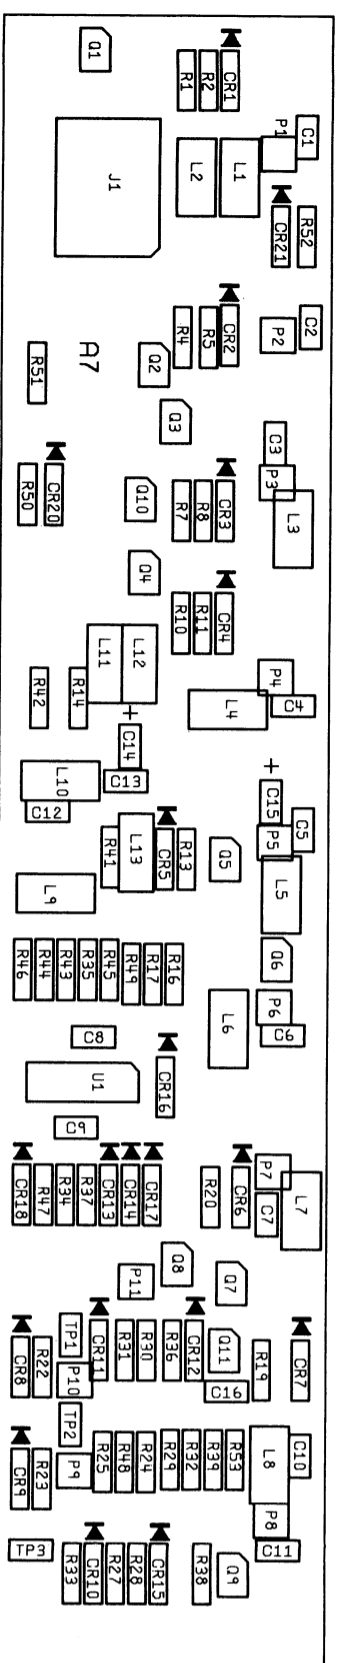 Q1
R1
R2
CR1
P1
C1
J1
L2
L1
CR21
R52
R51
A7
Q2
R4
R5
CR2
P2
C2
Q3
C3
R50
CR20
Q10
R7
R8
CR3
P3
L3
Q4
R10
R11
CR4
R42
R14
L11
L12
P4
L4
C4
+
C14
+
L10
C13
C12
C15
C5
R41
L13
CR5
R13
Q5
P5
L5
L9
R46
R44
R43
R35
R45
R49
R17
R16
Q6
L6
P6
C6
C8
U1
CR16
C9
CR18
R47
R34
R37
CR13
CR14
CR17
R20
CR6
P7
C7
L7
P11
Q8
Q7
CR8
R22
TP1
P10
CR11
R31
R30
R36
CR12
Q11
R19
CR7
C16
TP2
CR9
R23
P9
R25
R48
R24
R29
R32
R39
R53
L8
C10
P8
TP3
R33
CR10
R27
R28
CR15
R38
Q9
C11